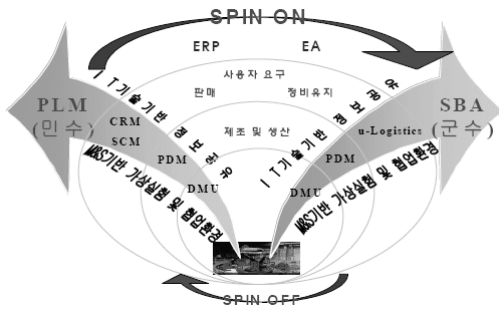 SPIN ON
ERP
EA
사용자 요구
판매
정비유지
IT기술기반 정보공유
IT기술기반 정보공유
PLM
(민수)
SBA
(군수)
CRM
SCM
제조 및 생산
u-Logistics
PDM
PDM
DMU
DMU
M&S기반 가상실험 및 협업환경
M&S기반 가상실험 및 협업환경
SPIN OFF